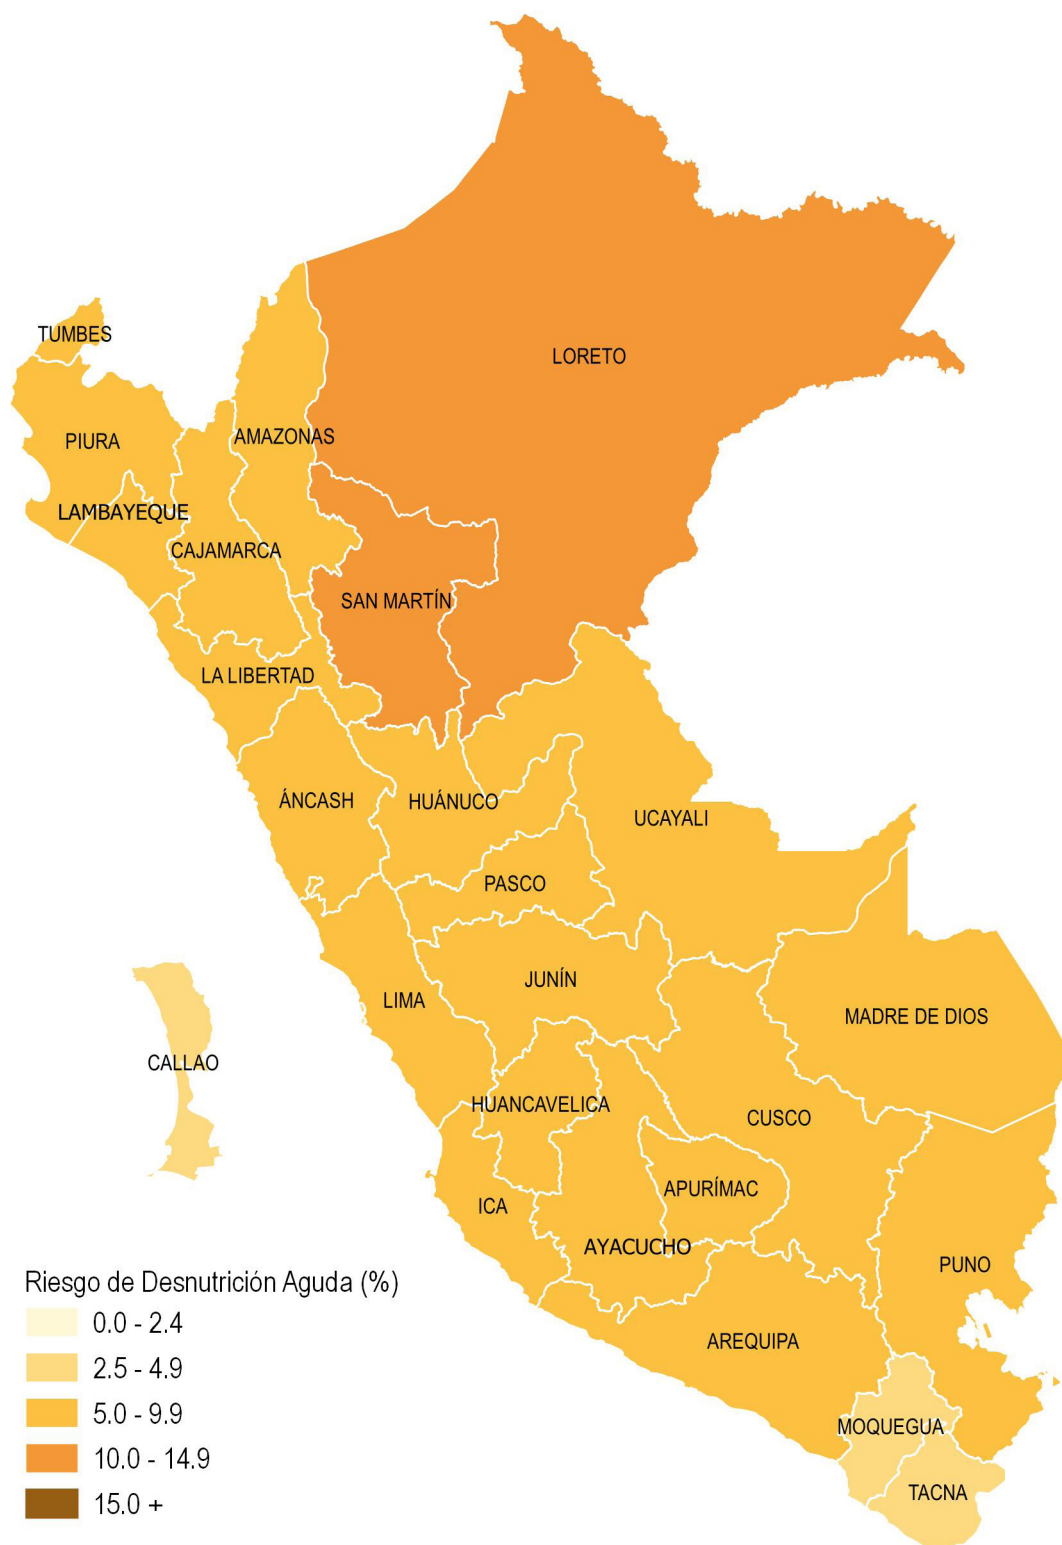 TUMBES
LORETO
PIURA
AMAZONAS
LAMBAYEQUE
CAJAMARCA
SAN MARTÍN
LA LIBERTAD
ÁNCASH
HUÁNUCO
UCAYALI
PASCO
JUNÍN
LIMA
MADRE DE DIOS
CALLAO
HUANCAVELICA
CUSCO
APURÍMAC
ICA
AYACUCHO
PUNO
AREQUIPA
MOQUEGUA
TACNA
Riesgo de Desnutrición Aguda (%)
0.0 - 2.4
2.5 - 4.9
5.0 - 9.9
10.0 - 14.9
15.0 +